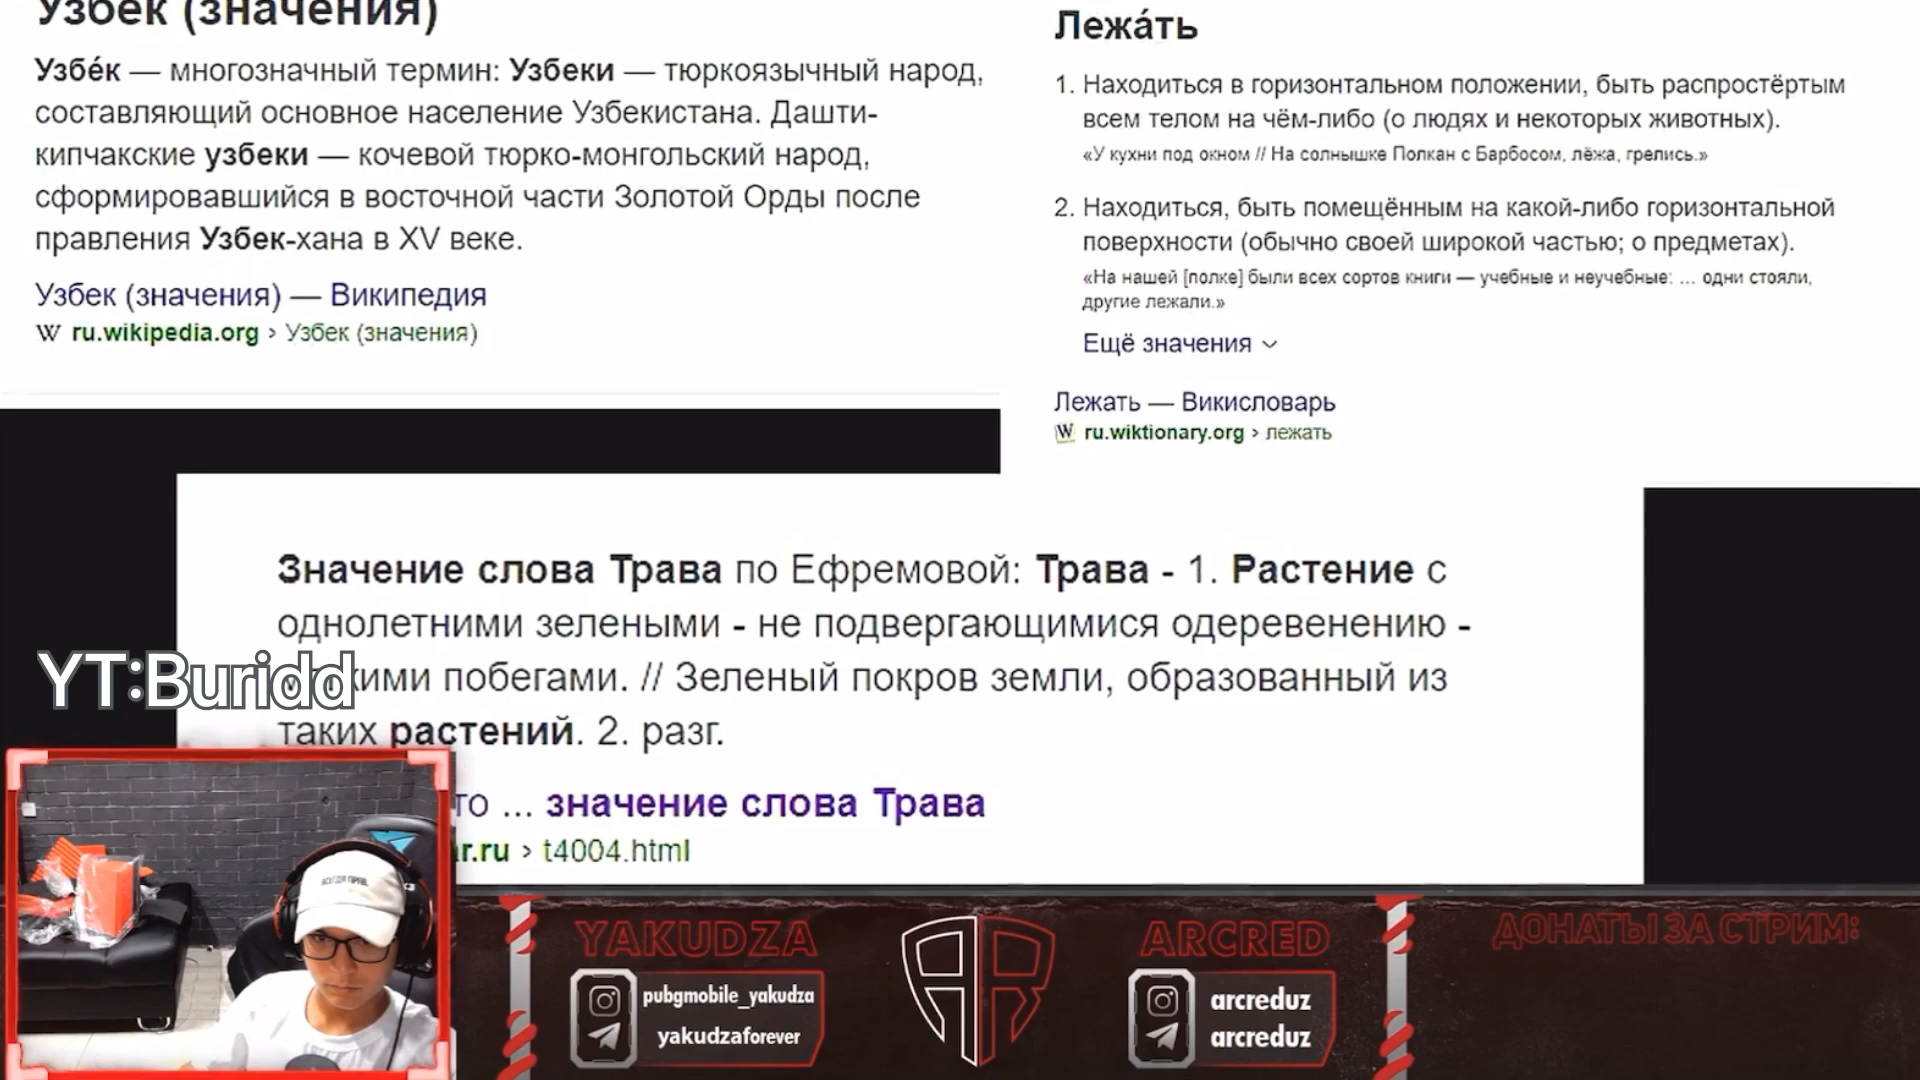 Узбек (значения)
Узбе́к — многозначный термин: Узбеки — тюркоязычный народ,
составляющий основное население Узбекистана. Дашти-
кипчакские узбеки — кочевой тюрко-монгольский народ,
сформировавшийся в восточной части Золотой Орды после
правления Узбек-хана в XV веке.
Узбек (значения) — Википедия
W ru.wikipedia.org › Узбек (значения)
Лежа́ть
1. Находиться в горизонтальном положении, быть распростёртым
всем телом на чём-либо (о людях и некоторых животных).
«У кухни под окном // На солнышке Полкан с Барбосом, лёжа, грелись.»
2. Находиться, быть помещённым на какой-либо горизонтальной
поверхности (обычно своей широкой частью; о предметах).
«На нашей [полке] были всех сортов книги — учебные и неучебные: ... одни стояли,
другие лежали.»
Ещё значения
Лежать — Викисловарь
W ru.wiktionary.org › лежать
Значение слова Трава по Ефремовой: Трава - 1. Растение с
однолетними зелеными - не подвергающимися одеревенению -
кими побегами. // Зеленый покров земли, образованный из
таких растений. 2. разг.
YT:Buridd
то ... значение слова Трава
r.ru › t4004.html
ВСЕГДА ПРАВ.
YAKUDZA
pubgmobile_yakudza
yakudzaforever
ARCRED
arcreduz
arcreduz
ДОНАТЫ ЗА СТРИМ: